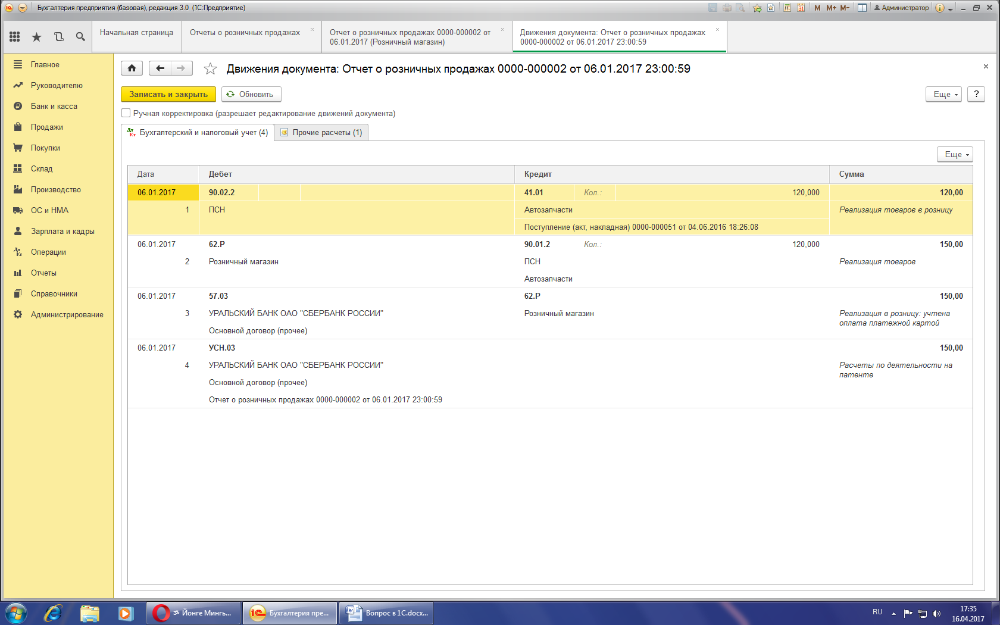 Бухгалтерия предприятия (базовая), редакция 3.0 (1С:Предприятие)
M M+ M- Администратор
Начальная страница
Отчеты о розничных продажах
Отчет о розничных продажах 0000-000002 от
06.01.2017 (Розничный магазин)
Движения документа: Отчет о розничных продажах
0000-000002 от 06.01.2017 23:00:59
Главное
Руководителю
Банк и касса
Продажи
Покупки
Склад
Производство
ОС и НМА
Зарплата и кадры
Операции
Отчеты
Справочники
Администрирование
Движения документа: Отчет о розничных продажах 0000-000002 от 06.01.2017 23:00:59
Записать и закрыть
Обновить
Еще
?
Ручная корректировка (разрешает редактирование движений документа)
Бухгалтерский и налоговый учет (4)
Прочие расчеты (1)
Еще
Дата Дебет Кредит Сумма
06.01.2017 90.02.2 41.01 Кол.: 120,000 120,00
1 ПСН Автозапчасти Реализация товаров в розницу
Поступление (акт, накладная) 0000-000051 от 04.06.2016 18:26:08
06.01.2017 62.Р 90.01.2 Кол.: 120,000 150,00
2 Розничный магазин ПСН Реализация товаров
Автозапчасти
06.01.2017 57.03 62.Р 150,00
3 УРАЛЬСКИЙ БАНК ОАО "СБЕРБАНК РОССИИ" Розничный магазин Реализация в розницу: учтена
оплата платежной картой
Основной договор (прочее)
06.01.2017 УСН.03 150,00
4 УРАЛЬСКИЙ БАНК ОАО "СБЕРБАНК РОССИИ" Расчеты по деятельности на
патенте
Основной договор (прочее)
Отчет о розничных продажах 0000-000002 от 06.01.2017 23:00:59
Йонге Мингь...
Бухгалтерия пре...
Вопрос в 1С.docx...
RU
17:35
16.04.2017